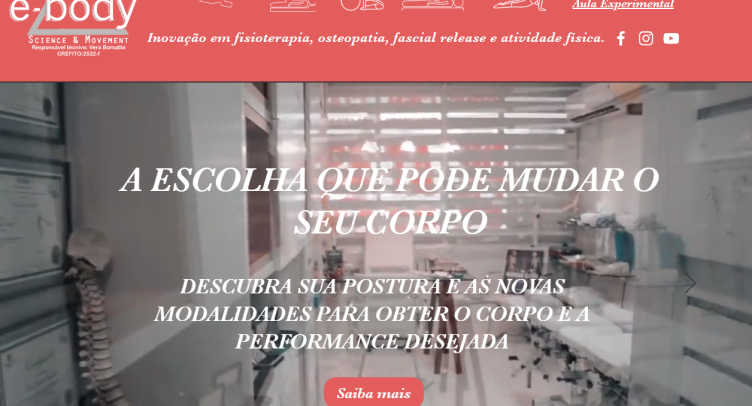 e-body
Science & Movement
Responsável técnico: Vera Bonatto
CREFITO:2532-f
Aula Experimental
Inovação em fisioterapia, osteopatia, fascial release e atividade física.
A ESCOLHA QUE PODE MUDAR O
SEU CORPO
DESCUBRA SUA POSTURA E AS NOVAS
MODALIDADES PARA OBTER O CORPO E A
PERFORMANCE DESEJADA
Saiba mais